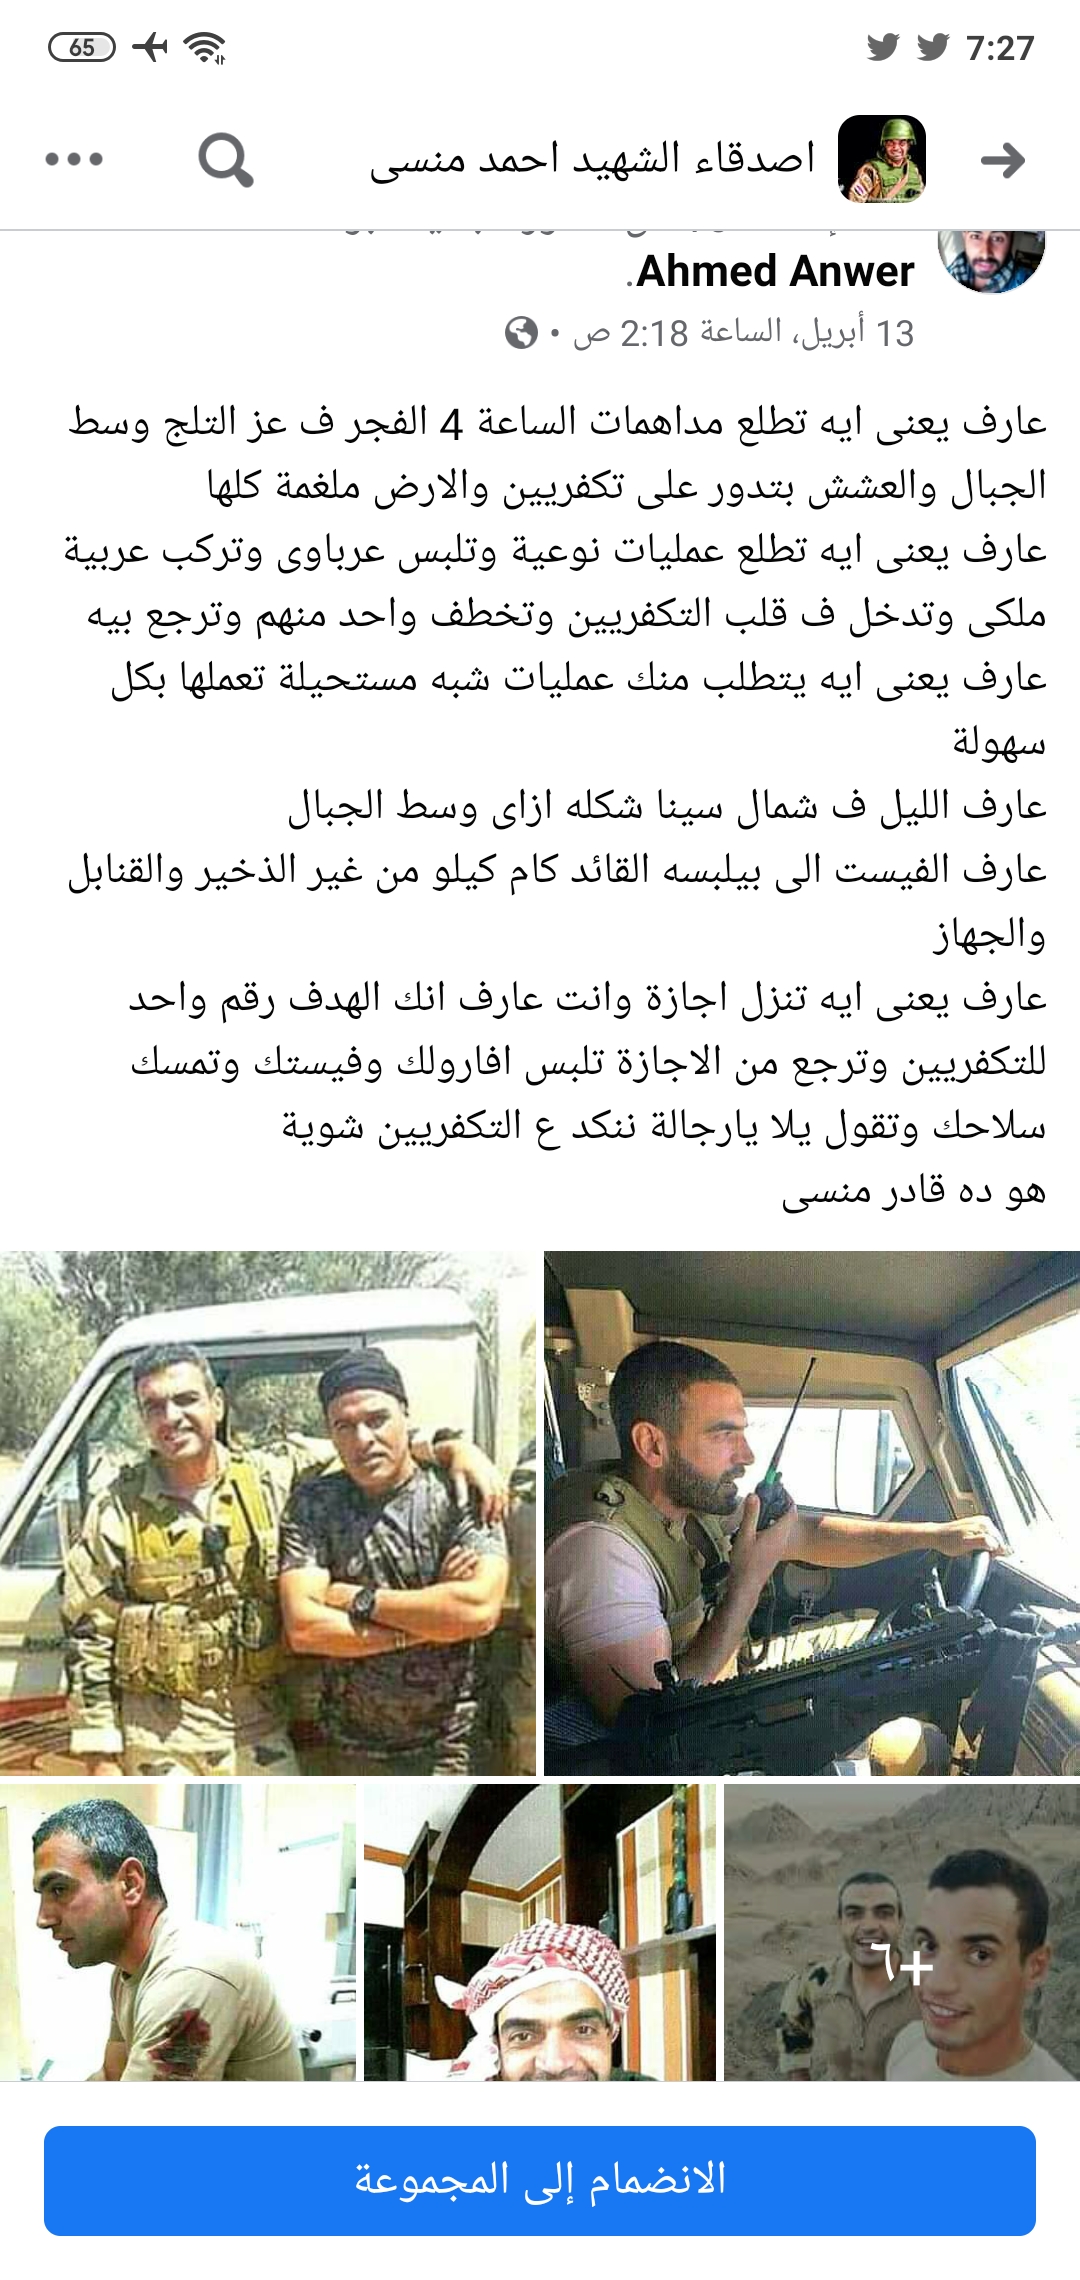 65
7:27
اصدقاء الشهيد احمد منسى
Ahmed Anwer.
13 أبريل، الساعة 2:18 ص •
عارف يعنى ايه تطلع مداهمات الساعة 4 الفجر ف عز التلج وسط
الجبال والعشش بتدور على تكفريين والارض ملغمة كلها
عارف يعنى ايه تطلع عمليات نوعية وتلبس عرباوى وتركب عربية
ملكى وتدخل ف قلب التكفريين وتخطف واحد منهم وترجع بيه
عارف يعنى ايه يتطلب منك عمليات شبه مستحيلة تعملها بكل
سهولة
عارف الليل ف شمال سينا شكله ازاى وسط الجبال
عارف الفيست الى بيلبسه القائد كام كيلو من غير الذخير والقنابل
والجهاز
عارف يعنى ايه تنزل اجازة وانت عارف انك الهدف رقم واحد
للتكفريين وترجع من الاجازة تلبس افارولك وفيستك وتمسك
سلاحك وتقول يلا يارجالة ننكد ع التكفريين شوية
هو ده قادر منسى
+٦
الانضمام إلى المجموعة